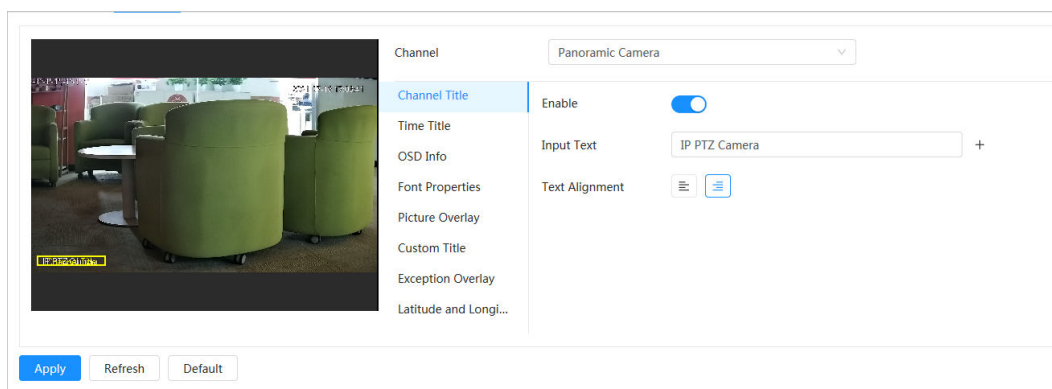 Channel
Panoramic Camera
Channel Title
Time Title
OSD Info
Font Properties
Picture Overlay
Custom Title
Exception Overlay
Latitude and Longi...
Enable
Input Text
IP PTZ Camera
+
Text Alignment
Apply
Refresh
Default